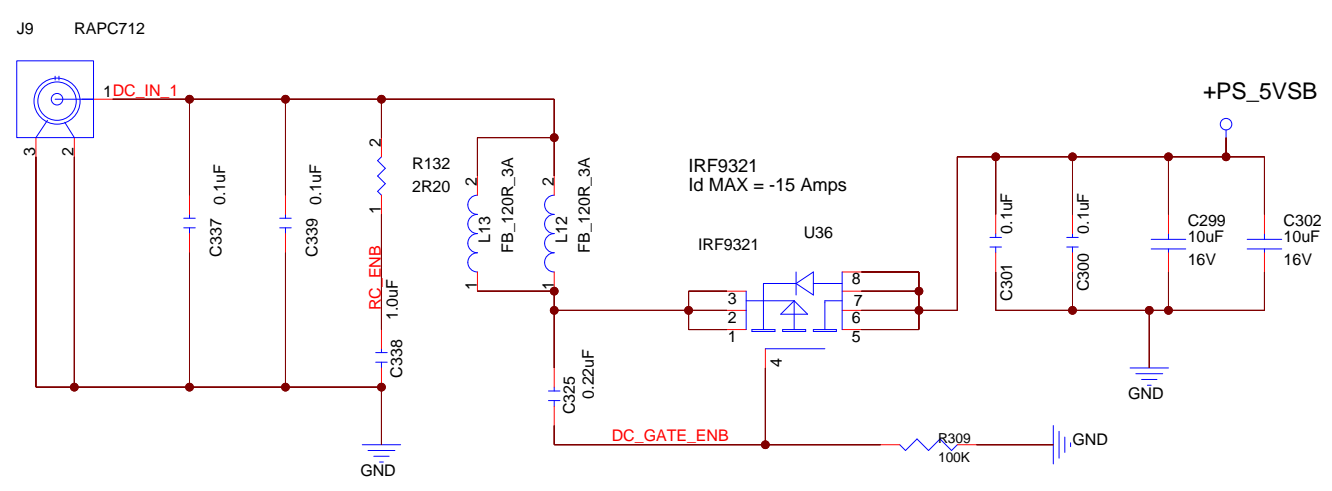 J9 RAPC712
1 DC_IN_1
3
2
C337 0.1uF
C339 0.1uF
2
R132
2R20
1
RC_ENB
1.0uF
C338
GND
2
L13
FB_120R_3A
1
2
L12
FB_120R_3A
1
C325
0.22uF
DC_GATE_ENB
IRF9321
Id MAX = -15 Amps
IRF9321 U36
3
2
1
8
7
6
5
4
R309
100K
GND
+PS_5VSB
C301 0.1uF
C300 0.1uF
C299
10uF
16V
C302
10uF
16V
GND